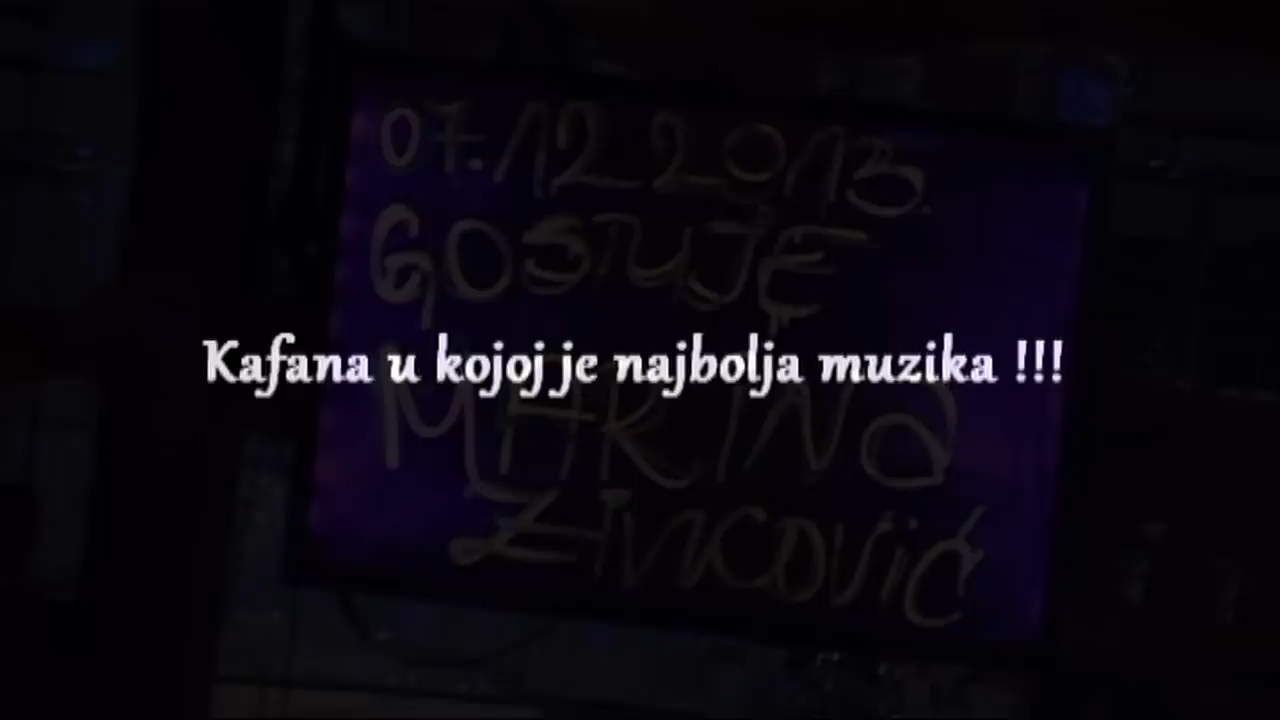 07.12 2013.
GOSTUJE
Kafana u kojoj je najbolja muzika !!!
MARINA
ŽIVKOVIĆ